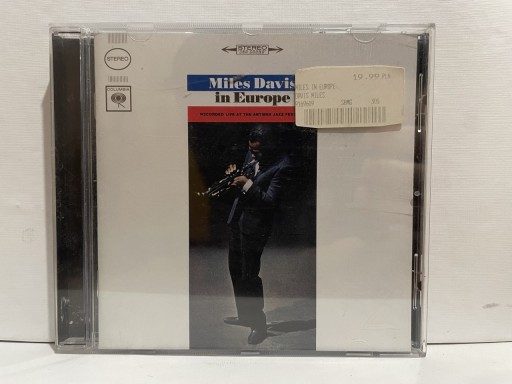 STEREO
STEREO
COLUMBIA
Miles Davis
in Europe
RECORDED LIVE AT THE ANTIBES JAZZ FES
19.99
MILES IN EUROPE
DAVIS MILES